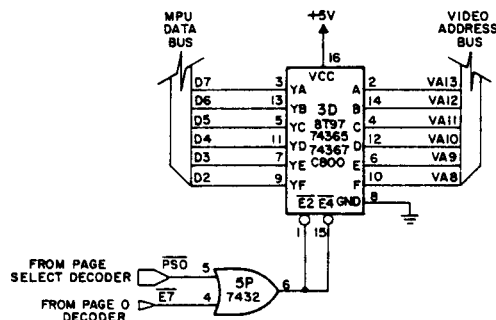 MPU DATA BUS
+5V
VIDEO ADDRESS BUS
16
VCC
D7 3 YA A 2 VA13
3D
D6 13 YB B 14 VA12
8T97
D5 5 YC C 4 VA11
74365
D4 11 YD D 12 VA10
74367
D3 7 YE E 6 VA9
C800
D2 9 YF F 10 VA8
E2 E4 GND 8
1 15
FROM PAGE SELECT DECODER PS0 5
5P
7432
6
FROM PAGE 0 DECODER E7 4